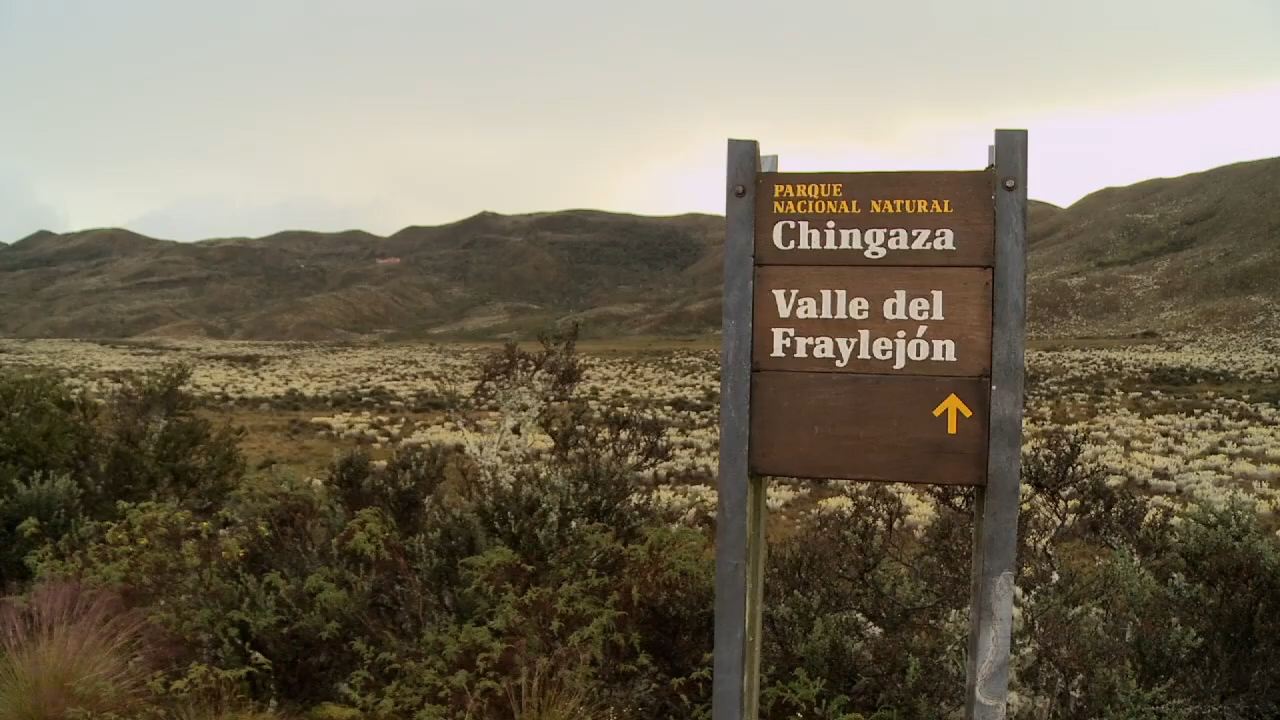 PARQUE
NACIONAL NATURAL
Chingaza
Valle del
Fraylejón